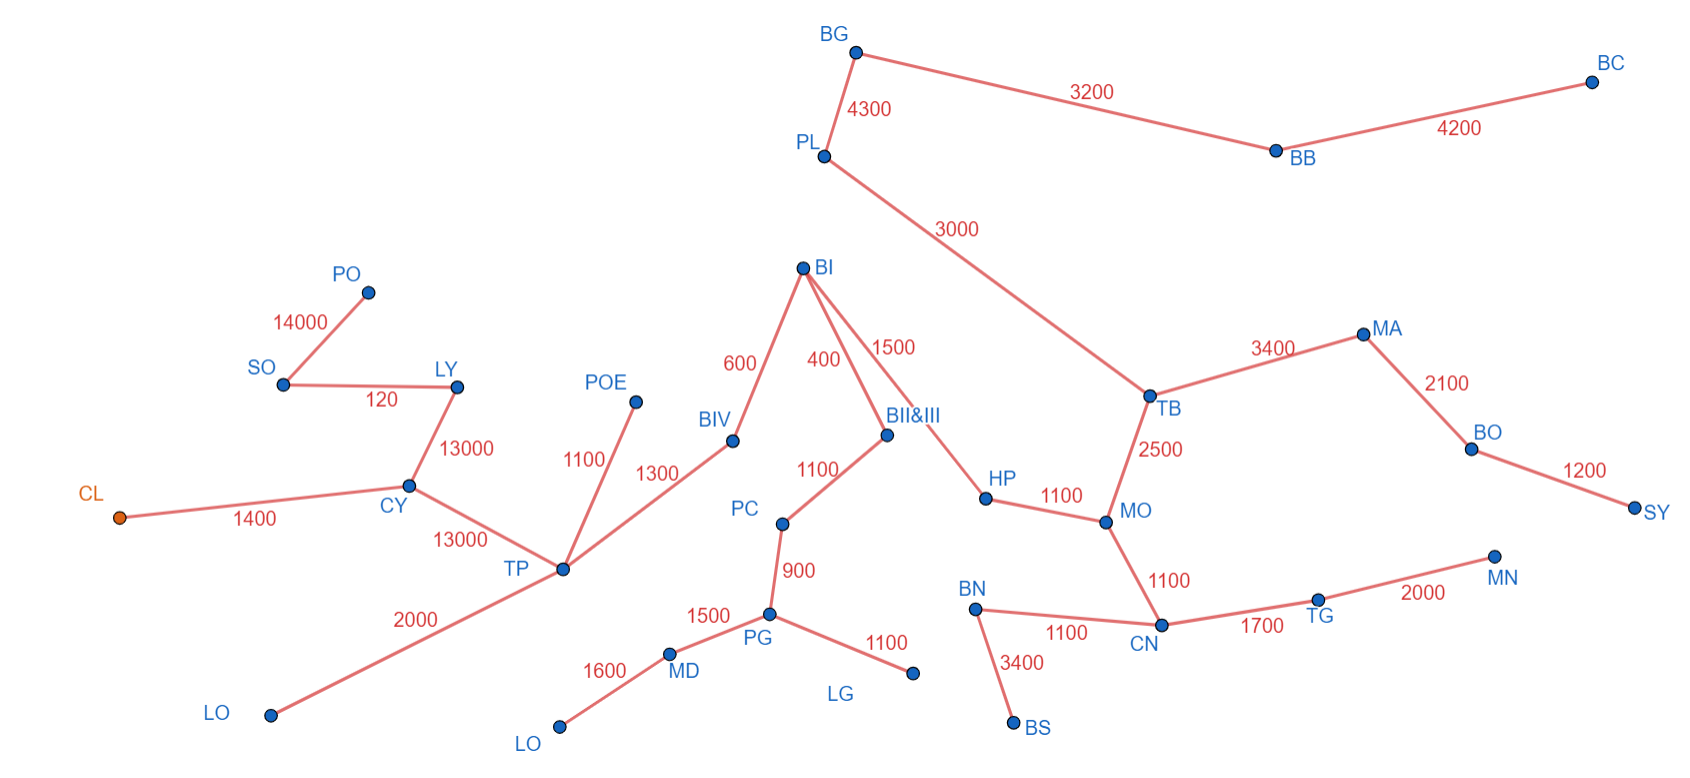 BG
BC
3200
4300
4200
PL
BB
3000
BI
PO
14000
MA
1500
3400
600
400
SO
LY
120
POE
2100
TB
BIV
BII&III
BO
13000
1100
1300
2500
1100
1200
HP
CL
1400
CY
1100
PC
MO
SY
13000
TP
900
1100
MN
BN
2000
2000
1500
PG
1100
1100
CN
1700
TG
1600
MD
3400
LG
LO
LO
BS